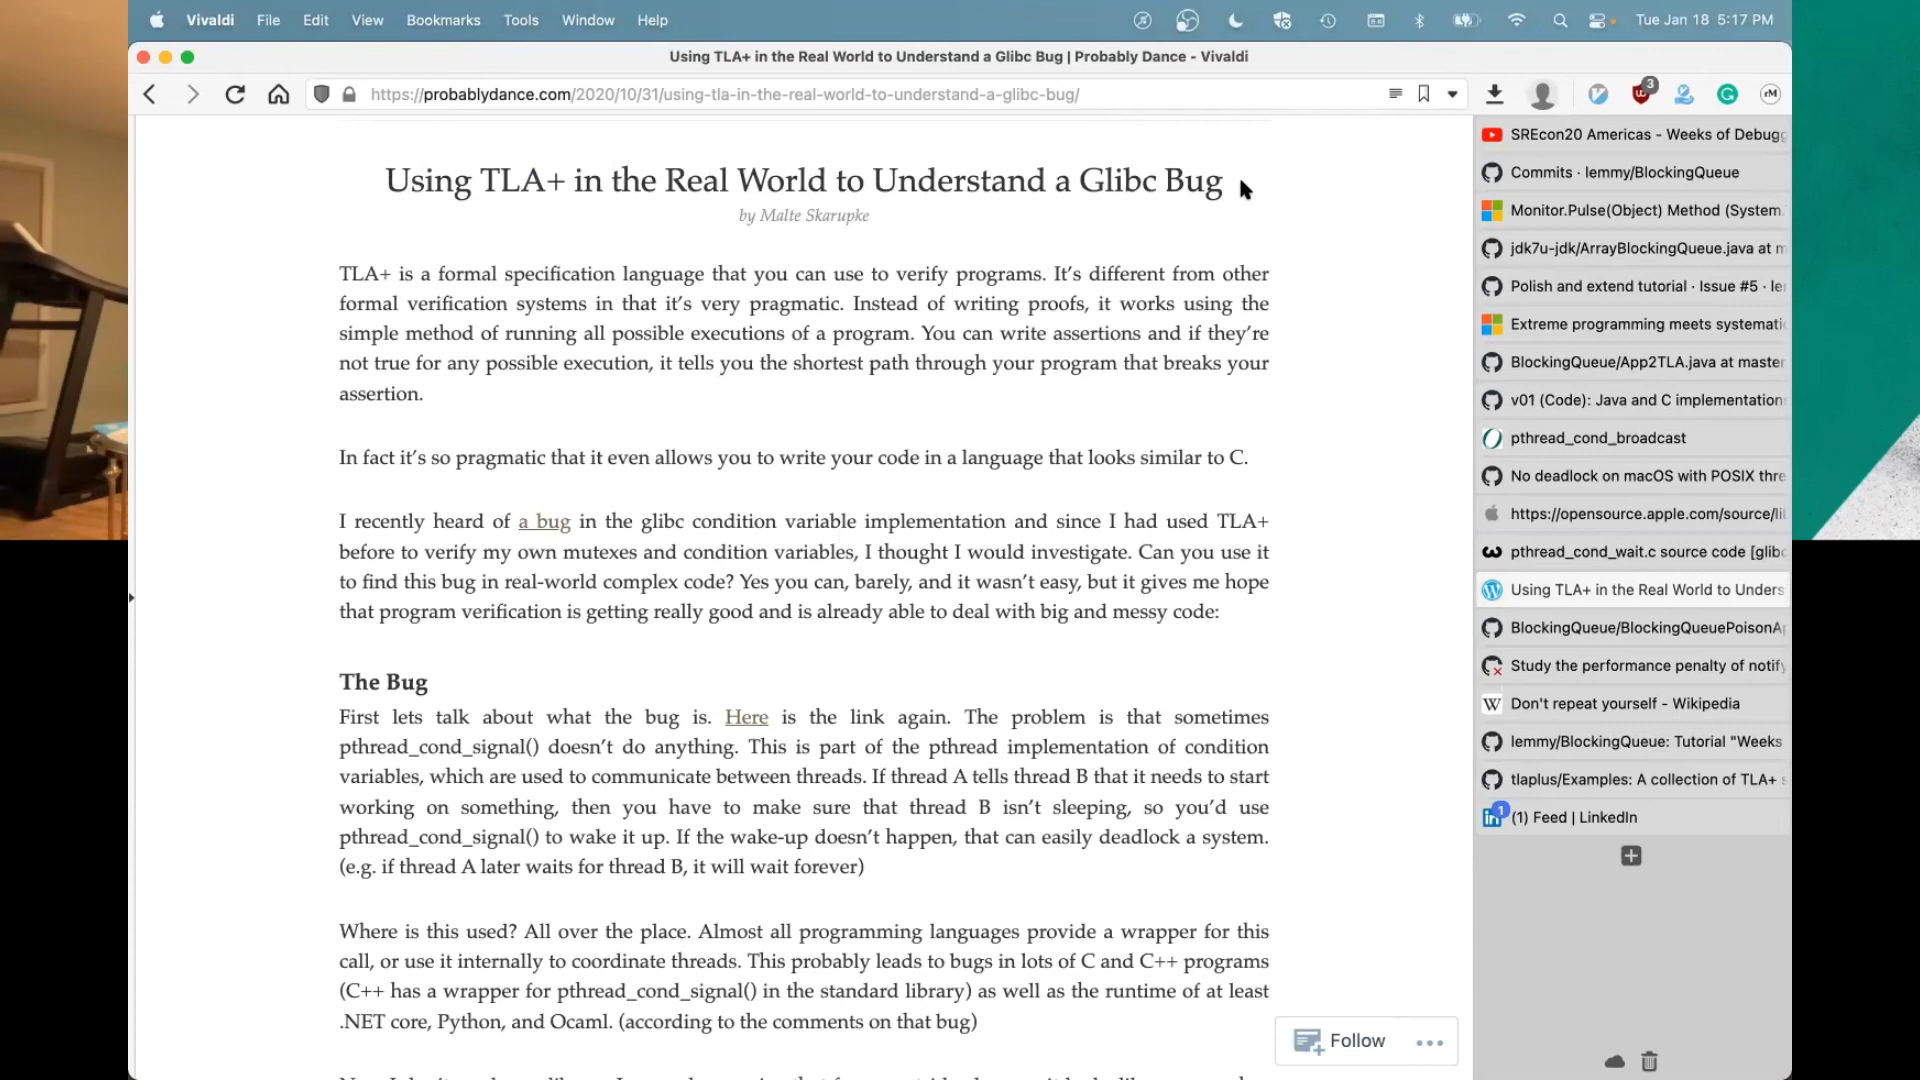 Vivaldi File Edit View Bookmarks Tools Window Help Tue Jan 18 5:17 PM
Using TLA+ in the Real World to Understand a Glibc Bug | Probably Dance - Vivaldi
https://probablydance.com/2020/10/31/using-tla-in-the-real-world-to-understand-a-glibc-bug/
3
rM
Using TLA+ in the Real World to Understand a Glibc Bug
by Malte Skarupke
TLA+ is a formal specification language that you can use to verify programs. It’s different from other
formal verification systems in that it’s very pragmatic. Instead of writing proofs, it works using the
simple method of running all possible executions of a program. You can write assertions and if they’re
not true for any possible execution, it tells you the shortest path through your program that breaks your
assertion.
In fact it’s so pragmatic that it even allows you to write your code in a language that looks similar to C.
I recently heard of a bug in the glibc condition variable implementation and since I had used TLA+
before to verify my own mutexes and condition variables, I thought I would investigate. Can you use it
to find this bug in real-world complex code? Yes you can, barely, and it wasn’t easy, but it gives me hope
that program verification is getting really good and is already able to deal with big and messy code:
The Bug
First lets talk about what the bug is. Here is the link again. The problem is that sometimes
pthread_cond_signal() doesn’t do anything. This is part of the pthread implementation of condition
variables, which are used to communicate between threads. If thread A tells thread B that it needs to start
working on something, then you have to make sure that thread B isn’t sleeping, so you’d use
pthread_cond_signal() to wake it up. If the wake-up doesn’t happen, that can easily deadlock a system.
(e.g. if thread A later waits for thread B, it will wait forever)
Where is this used? All over the place. Almost all programming languages provide a wrapper for this
call, or use it internally to coordinate threads. This probably leads to bugs in lots of C and C++ programs
(C++ has a wrapper for pthread_cond_signal() in the standard library) as well as the runtime of at least
.NET core, Python, and Ocaml. (according to the comments on that bug)
Follow
SREcon20 Americas - Weeks of Debugg
Commits · lemmy/BlockingQueue
Monitor.Pulse(Object) Method (System.
jdk7u-jdk/ArrayBlockingQueue.java at m
Polish and extend tutorial · Issue #5 · le
Extreme programming meets systemati
BlockingQueue/App2TLA.java at master
v01 (Code): Java and C implementation
pthread_cond_broadcast
No deadlock on macOS with POSIX thre
https://opensource.apple.com/source/li
pthread_cond_wait.c source code [glibc
Using TLA+ in the Real World to Unders
BlockingQueue/BlockingQueuePoisonA
Study the performance penalty of notify
W Don't repeat yourself - Wikipedia
lemmy/BlockingQueue: Tutorial "Weeks
tlaplus/Examples: A collection of TLA+ s
in 1 (1) Feed | LinkedIn